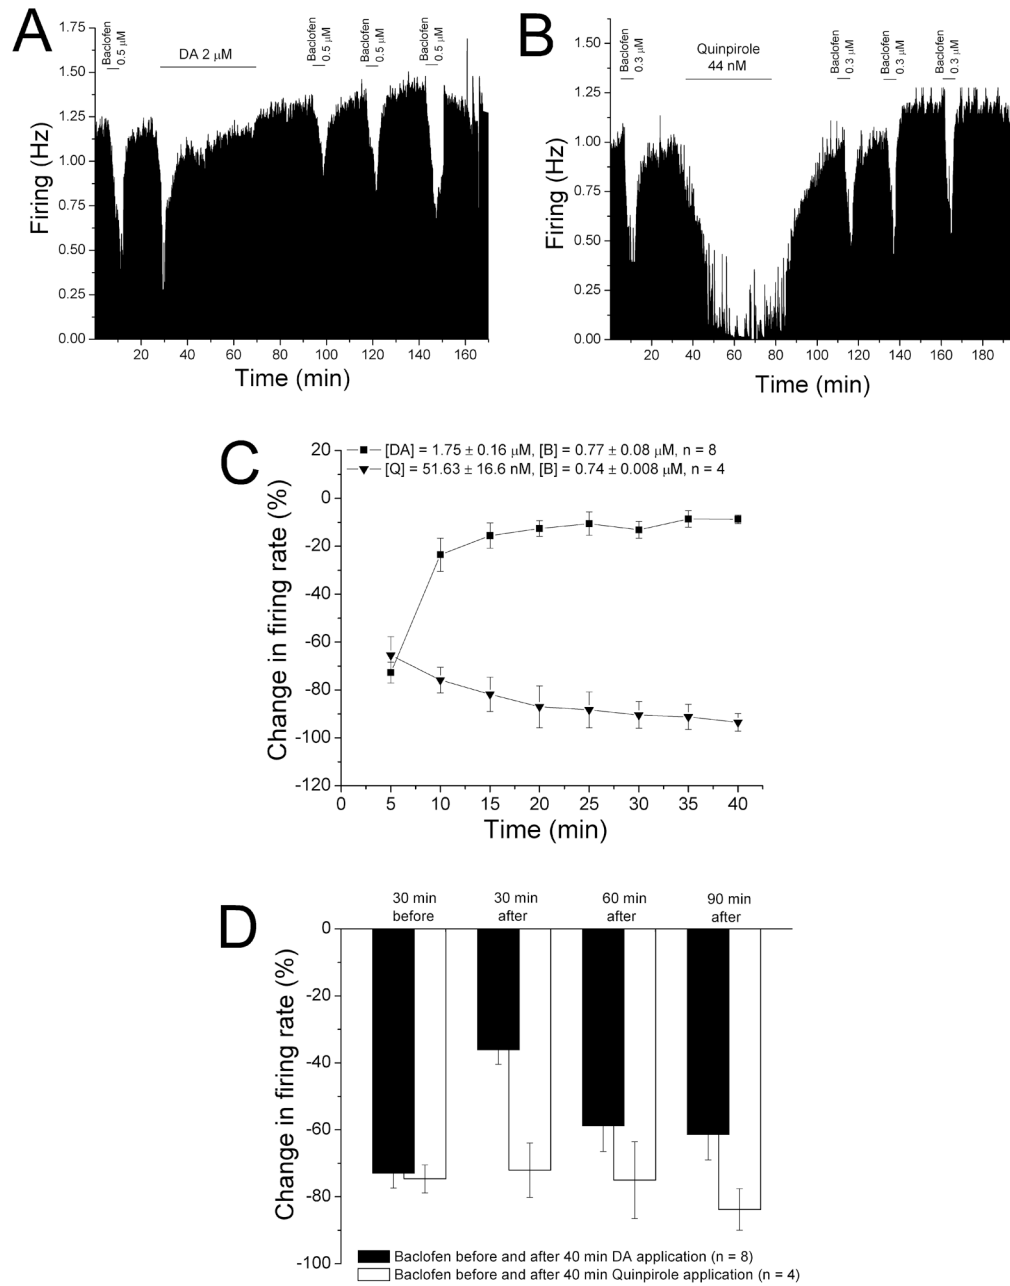 A
Baclofen
0.5 μM
DA 2 μM
Baclofen
0.5 μM
Baclofen
0.5 μM
Baclofen
0.5 μM
1.75
1.50
1.25
1.00
0.75
0.50
0.25
0.00
Firing (Hz)
20 40 60 80 100 120 140 160
Time (min)
B
Baclofen
0.3 μM
Quinpirole
44 nM
Baclofen
0.3 μM
Baclofen
0.3 μM
Baclofen
0.3 μM
1.50
1.25
1.00
0.75
0.50
0.25
0.00
Firing (Hz)
20 40 60 80 100 120 140 160 180
Time (min)
C
[DA] = 1.75 ± 0.16 μM, [B] = 0.77 ± 0.08 μM, n = 8
[Q] = 51.63 ± 16.6 nM, [B] = 0.74 ± 0.008 μM, n = 4
20
0
-20
-40
-60
-80
-100
-120
Change in firing rate (%)
0 5 10 15 20 25 30 35 40
Time (min)
D
30 min
before
30 min
after
60 min
after
90 min
after
0
-20
-40
-60
-80
-100
Change in firing rate (%)
Baclofen before and after 40 min DA application (n = 8)
Baclofen before and after 40 min Quinpirole application (n = 4)